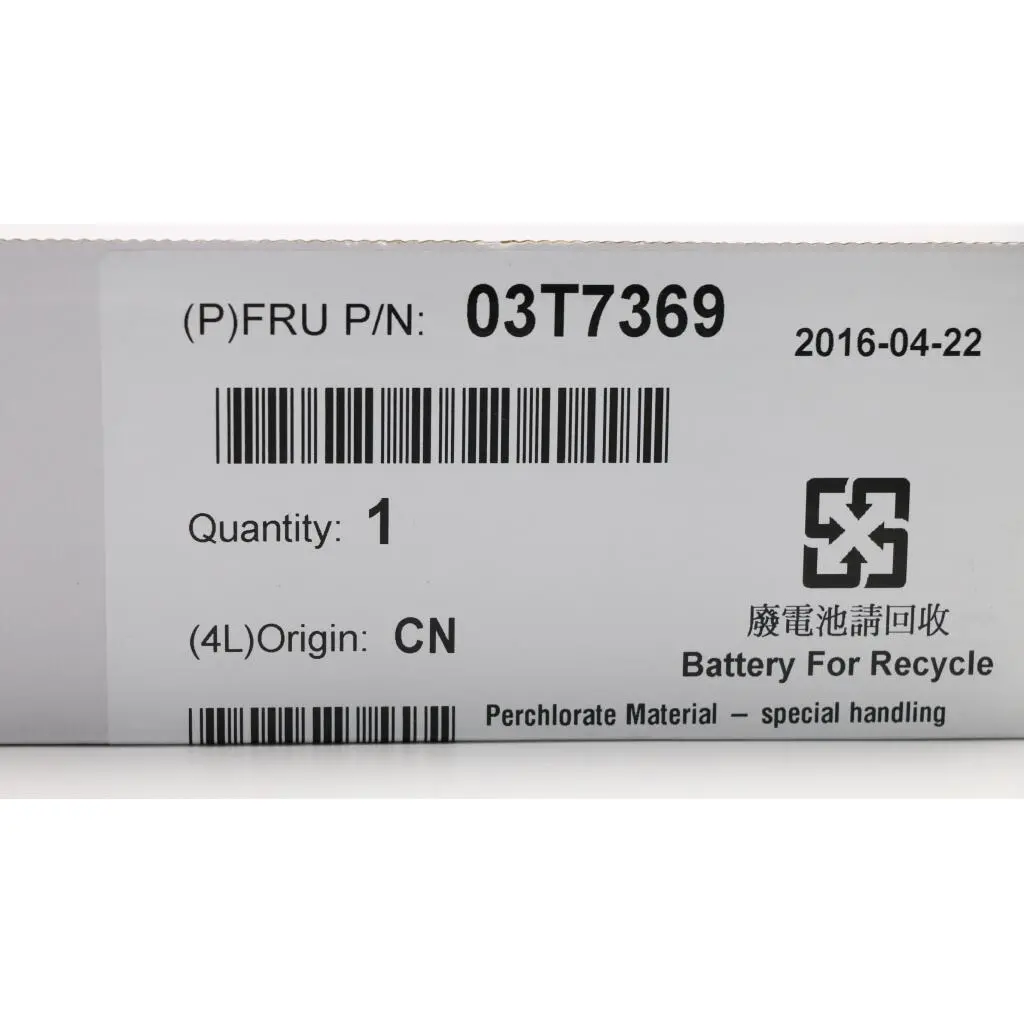 (P)FRU P/N: 03T7369
2016-04-22
Quantity: 1
(4L)Origin: CN
廢電池請回收
Battery For Recycle
Perchlorate Material – special handling